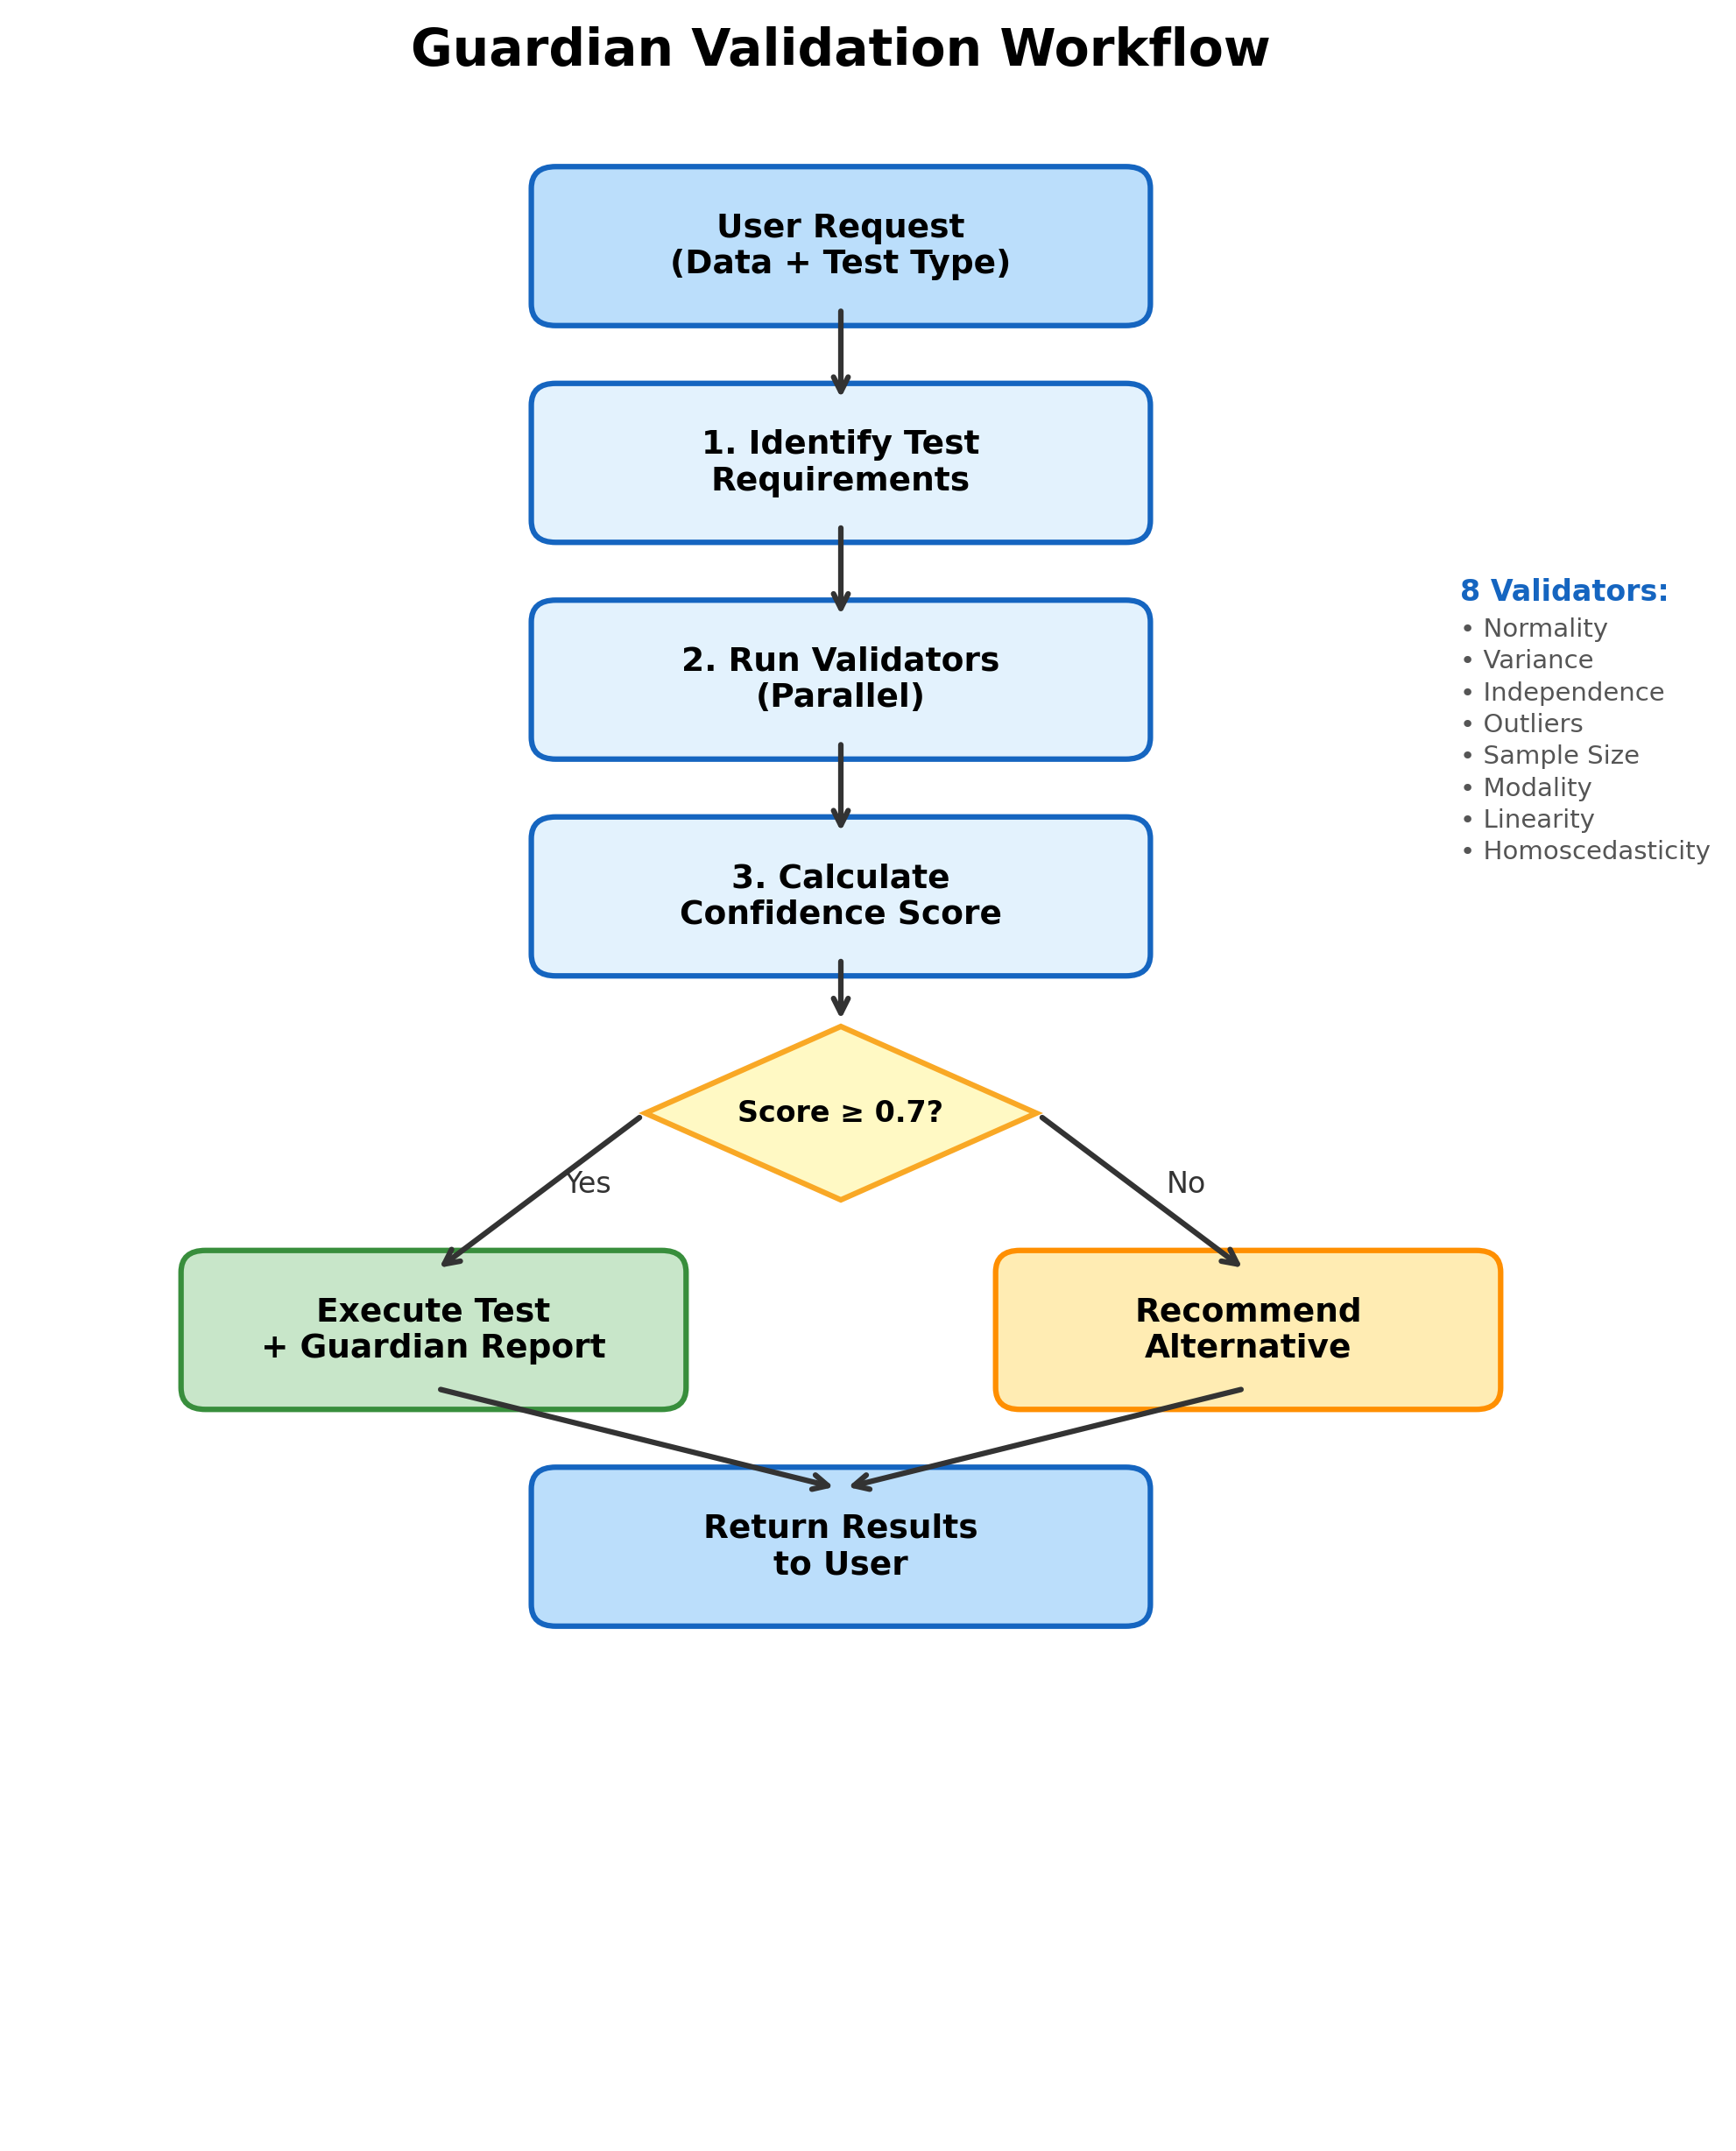 Guardian Validation Workflow
User Request
(Data + Test Type)
1. Identify Test
Requirements
2. Run Validators
(Parallel)
8 Validators:
• Normality
• Variance
• Independence
• Outliers
• Sample Size
• Modality
• Linearity
• Homoscedasticity
3. Calculate
Confidence Score
Score ≥ 0.7?
Yes
No
Execute Test
+ Guardian Report
Recommend
Alternative
Return Results
to User